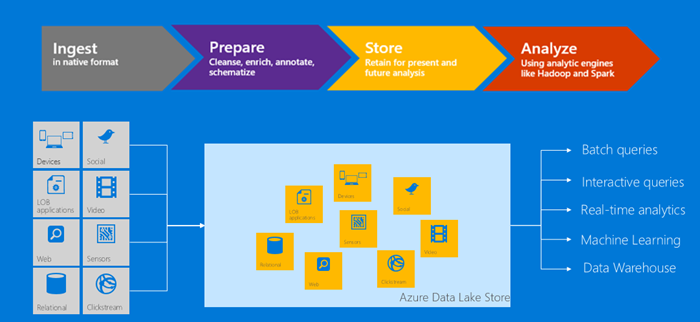 Ingest
in native format
Prepare
Cleanse, enrich, annotate,
schematize
Store
Retain for present and
future analysis
Analyze
Using analytic engines
like Hadoop and Spark
Devices
Social
LOB
applications
Video
Web
Sensors
Relational
Clickstream
Devices
LOB
applications
Social
Sensors
Relational
Video
Web
Clickstream
Azure Data Lake Store
Batch queries
Interactive queries
Real-time analytics
Machine Learning
Data Warehouse